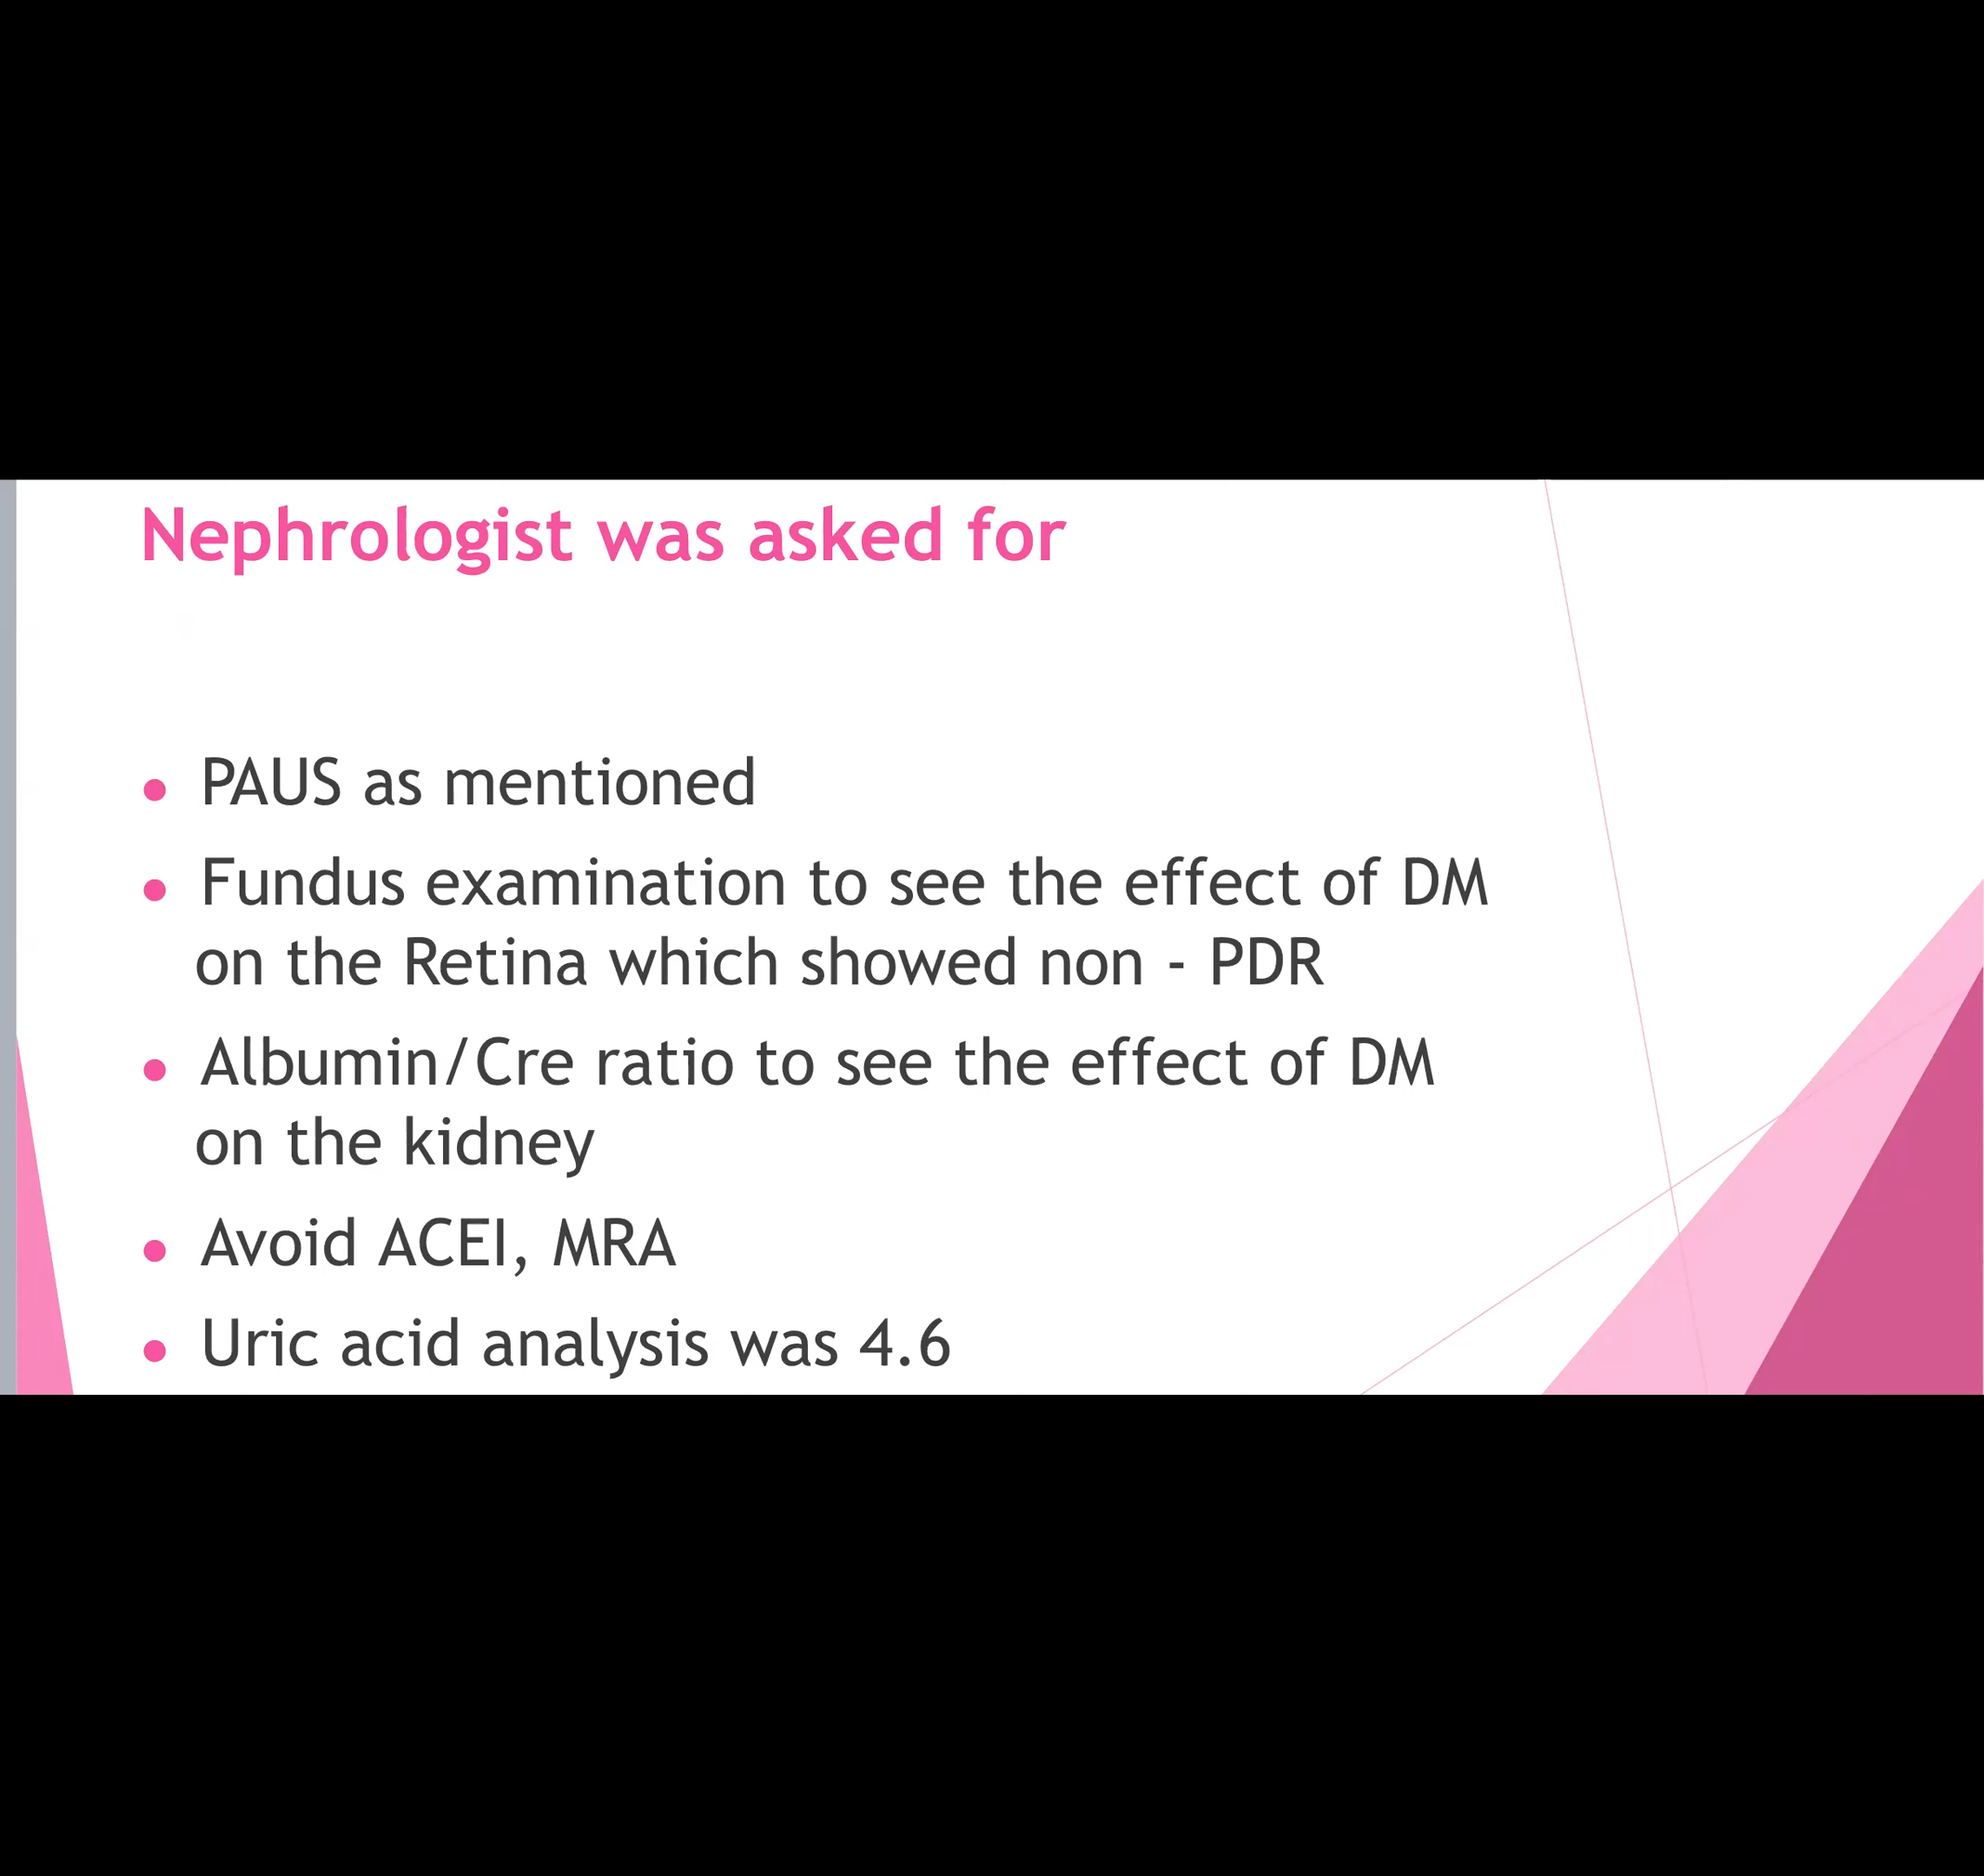 Nephrologist was asked for
• PAUS as mentioned
• Fundus examination to see the effect of DM
on the Retina which showed non - PDR
• Albumin/Cre ratio to see the effect of DM
on the kidney
• Avoid ACEI, MRA
• Uric acid analysis was 4.6